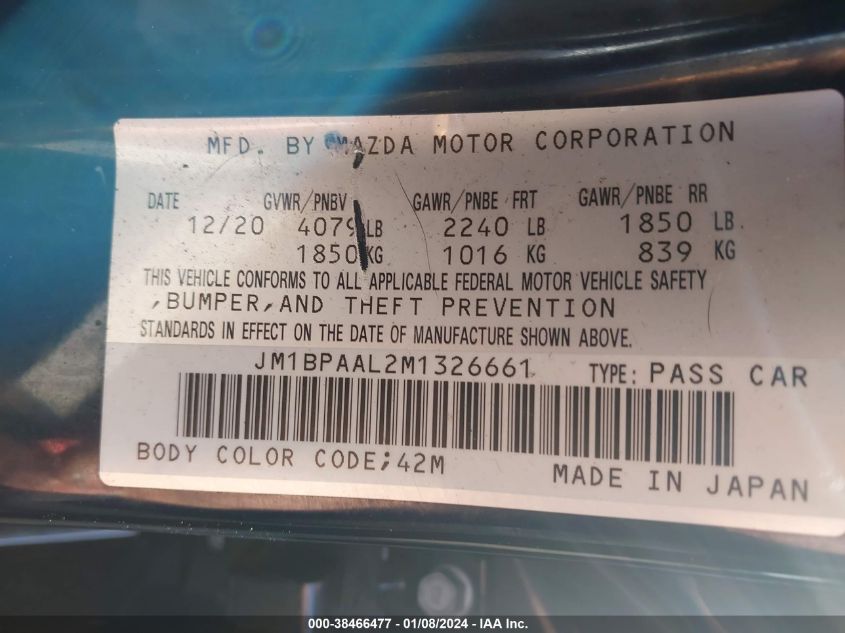 MFD. BY MAZDA MOTOR CORPORATION
DATE GVWR/PNBV GAWR/PNBE FRT GAWR/PNBE RR
12/20 4079 LB 2240 LB 1850 LB
1850 KG 1016 KG 839 KG
THIS VEHICLE CONFORMS TO ALL APPLICABLE FEDERAL MOTOR VEHICLE SAFETY
,BUMPER,AND THEFT PREVENTION
STANDARDS IN EFFECT ON THE DATE OF MANUFACTURE SHOWN ABOVE.
JM1BPAAL2M1326661 TYPE: PASS CAR
BODY COLOR CODE;42M MADE IN JAPAN
000-38466477 - 01/08/2024 - IAA Inc.